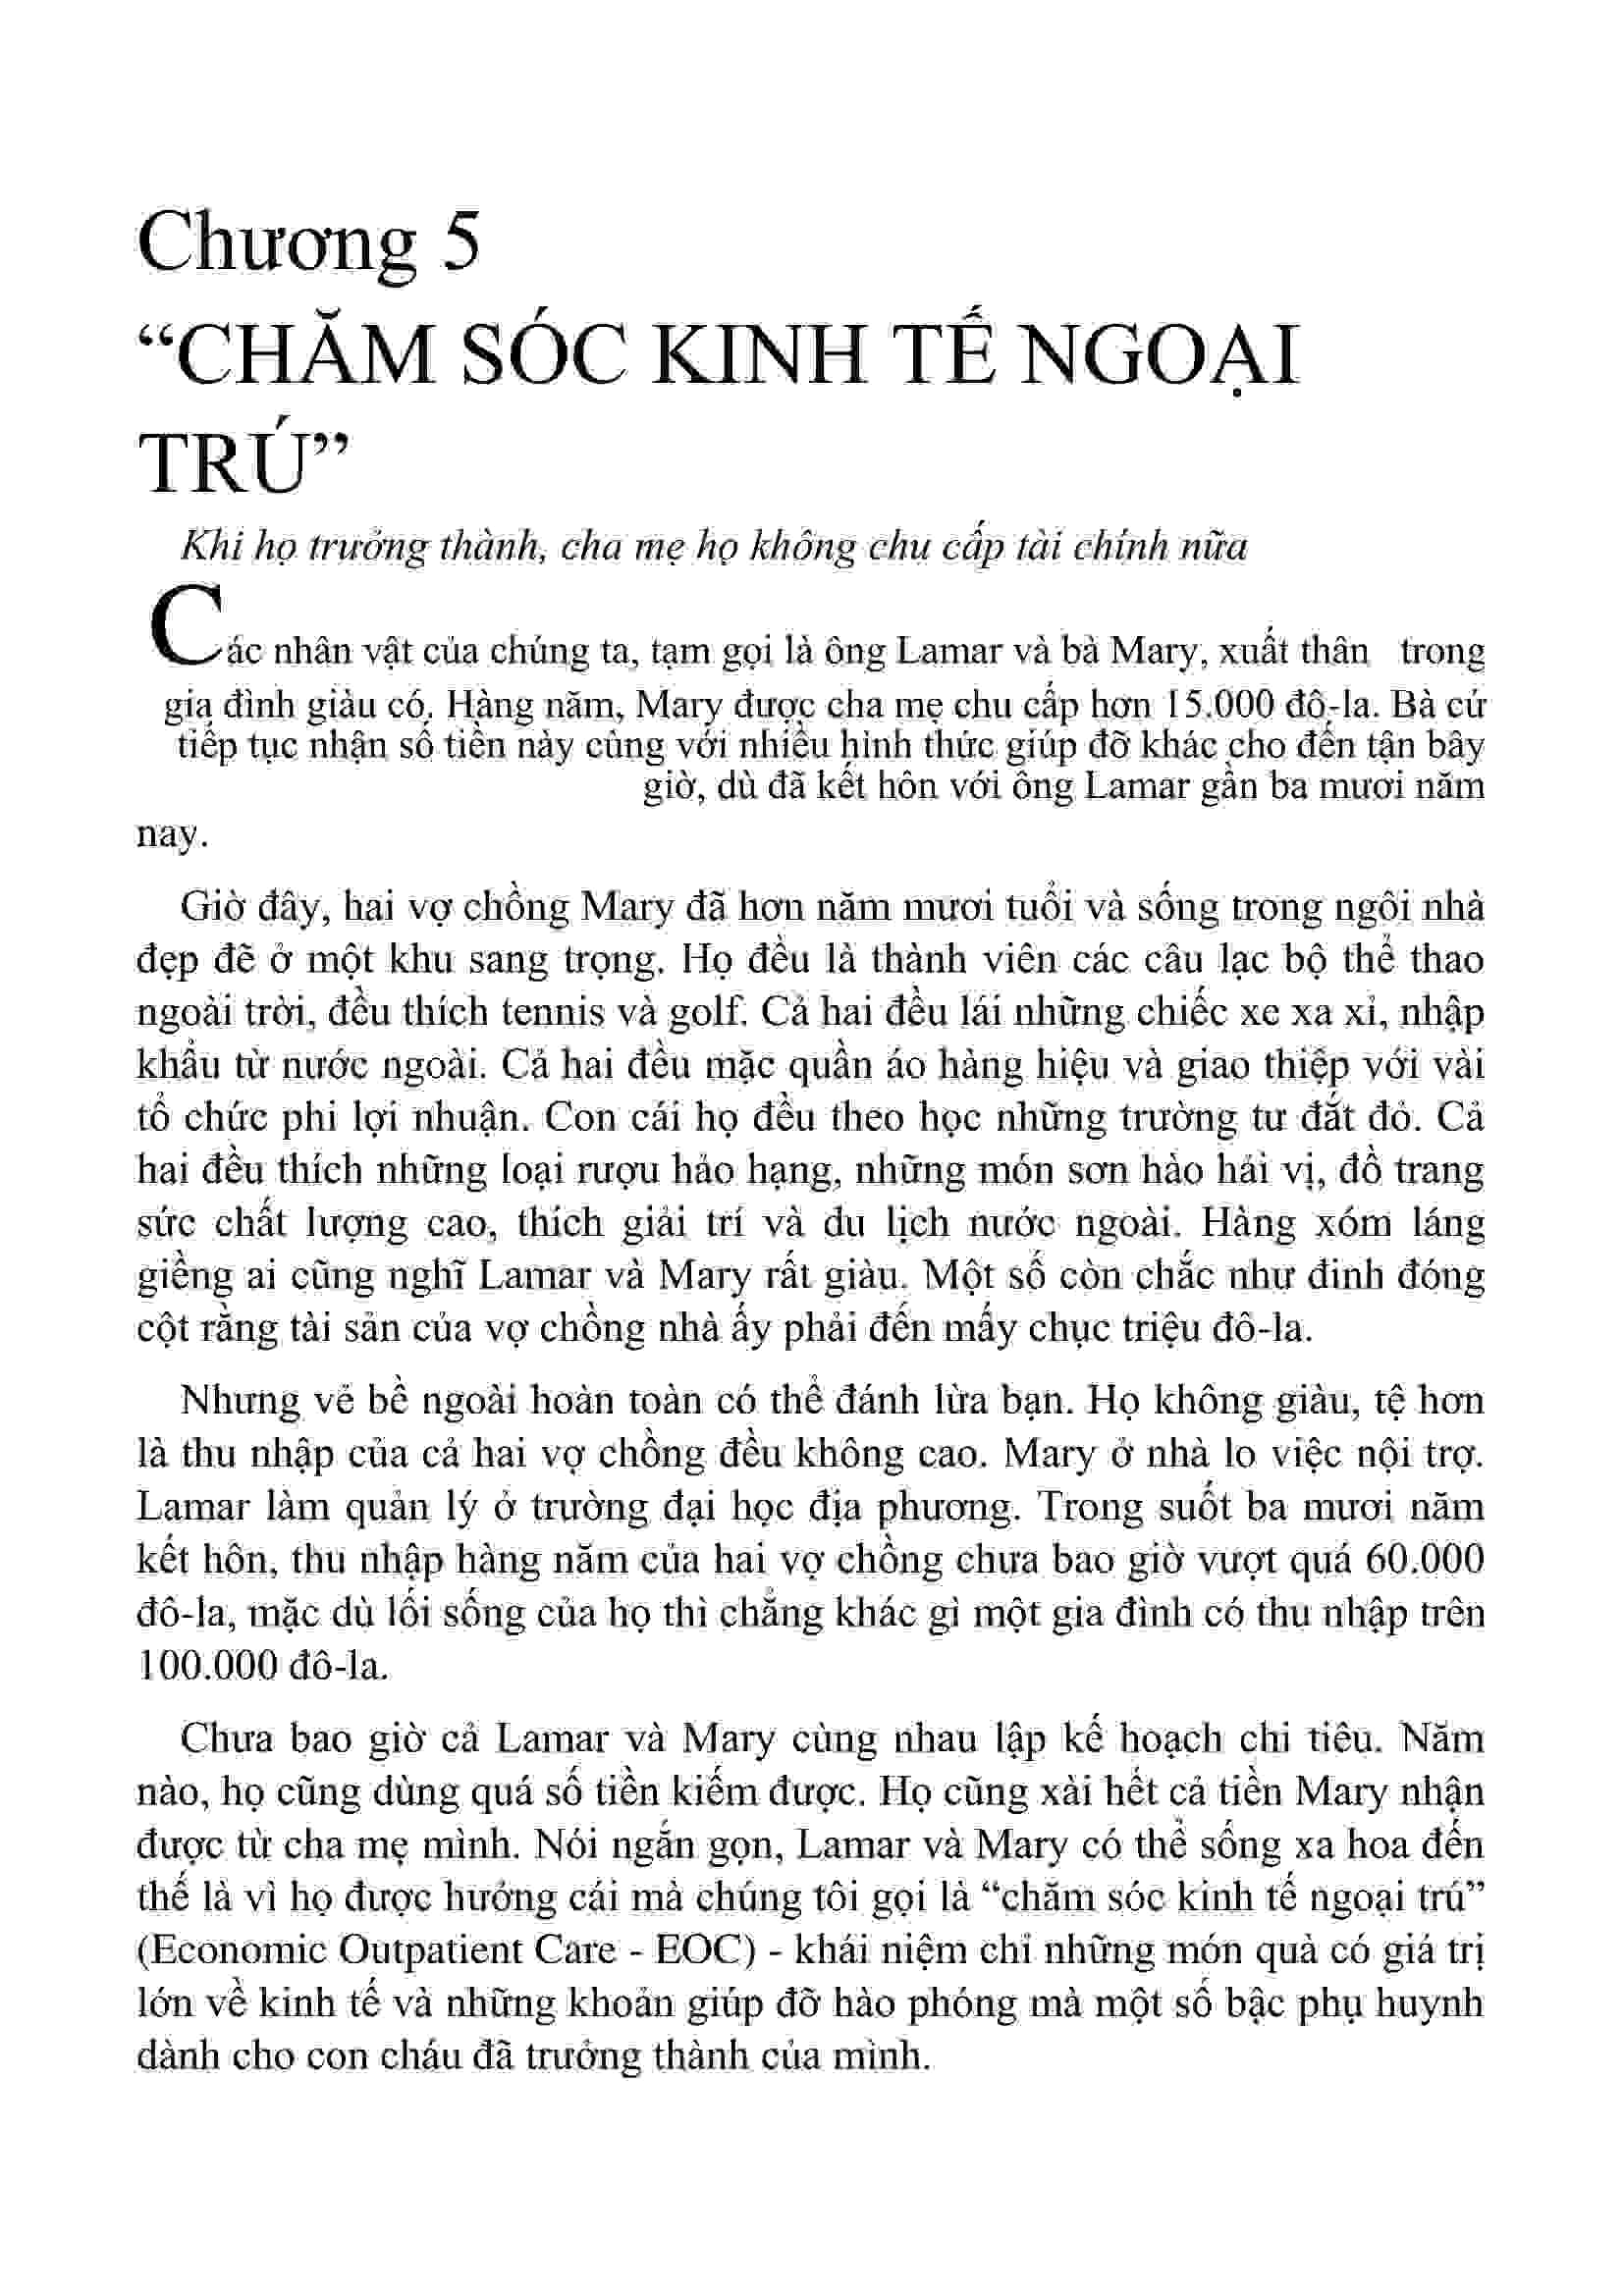 Chương 5
“CHĂM SÓC KINH TẾ NGOẠI
TRÚ”
Khi họ trưởng thành, cha mẹ họ không chu cấp tài chính nữa
Các nhân vật của chúng ta, tạm gọi là ông Lamar và bà Mary, xuất thân trong
gia đình giàu có. Hàng năm, Mary được cha mẹ chu cấp hơn 15.000 đô-la. Bà cứ
tiếp tục nhận số tiền này cùng với nhiều hình thức giúp đỡ khác cho đến tận bây
giờ, dù đã kết hôn với ông Lamar gần ba mươi năm
nay.
Giờ đây, hai vợ chồng Mary đã hơn năm mươi tuổi và sống trong ngôi nhà
đẹp đẽ ở một khu sang trọng. Họ đều là thành viên các câu lạc bộ thể thao
ngoài trời, đều thích tennis và golf. Cả hai đều lái những chiếc xe xa xỉ, nhập
khẩu từ nước ngoài. Cả hai đều mặc quần áo hàng hiệu và giao thiệp với vài
tổ chức phi lợi nhuận. Con cái họ đều theo học những trường tư đắt đỏ. Cả
hai đều thích những loại rượu hảo hạng, những món sơn hào hải vị, đồ trang
sức chất lượng cao, thích giải trí và du lịch nước ngoài. Hàng xóm láng
giềng ai cũng nghĩ Lamar và Mary rất giàu. Một số còn chắc như đinh đóng
cột rằng tài sản của vợ chồng nhà ấy phải đến mấy chục triệu đô-la.
Nhưng vẻ bề ngoài hoàn toàn có thể đánh lừa bạn. Họ không giàu, tệ hơn
là thu nhập của cả hai vợ chồng đều không cao. Mary ở nhà lo việc nội trợ.
Lamar làm quản lý ở trường đại học địa phương. Trong suốt ba mươi năm
kết hôn, thu nhập hàng năm của hai vợ chồng chưa bao giờ vượt quá 60.000
đô-la, mặc dù lối sống của họ thì chẳng khác gì một gia đình có thu nhập trên
100.000 đô-la.
Chưa bao giờ cả Lamar và Mary cùng nhau lập kế hoạch chi tiêu. Năm
nào, họ cũng dùng quá số tiền kiếm được. Họ cũng xài hết cả tiền Mary nhận
được từ cha mẹ mình. Nói ngắn gọn, Lamar và Mary có thể sống xa hoa đến
thế là vì họ được hưởng cái mà chúng tôi gọi là “chăm sóc kinh tế ngoại trú”
(Economic Outpatient Care - EOC) - khái niệm chỉ những món quà có giá trị
lớn về kinh tế và những khoản giúp đỡ hào phóng mà một số bậc phụ huynh
dành cho con cháu đã trưởng thành của mình.